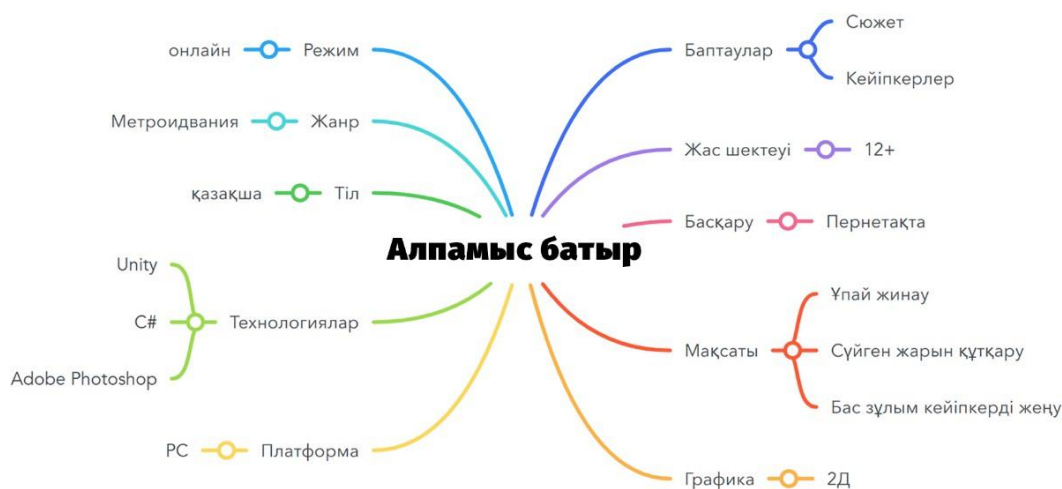 Алпамыс батыр
онлайн
Режим
Метроидвания
Жанр
қазақша
Тіл
Unity
C#
Adobe Photoshop
Технологиялар
PC
Платформа
Баптаулар
Сюжет
Кейіпкерлер
Жас шектеуі
12+
Басқару
Пернетақта
Мақсаты
Ұпай жинау
Сүйген жарын құтқару
Бас зұлым кейіпкерді жеңу
Графика
2Д